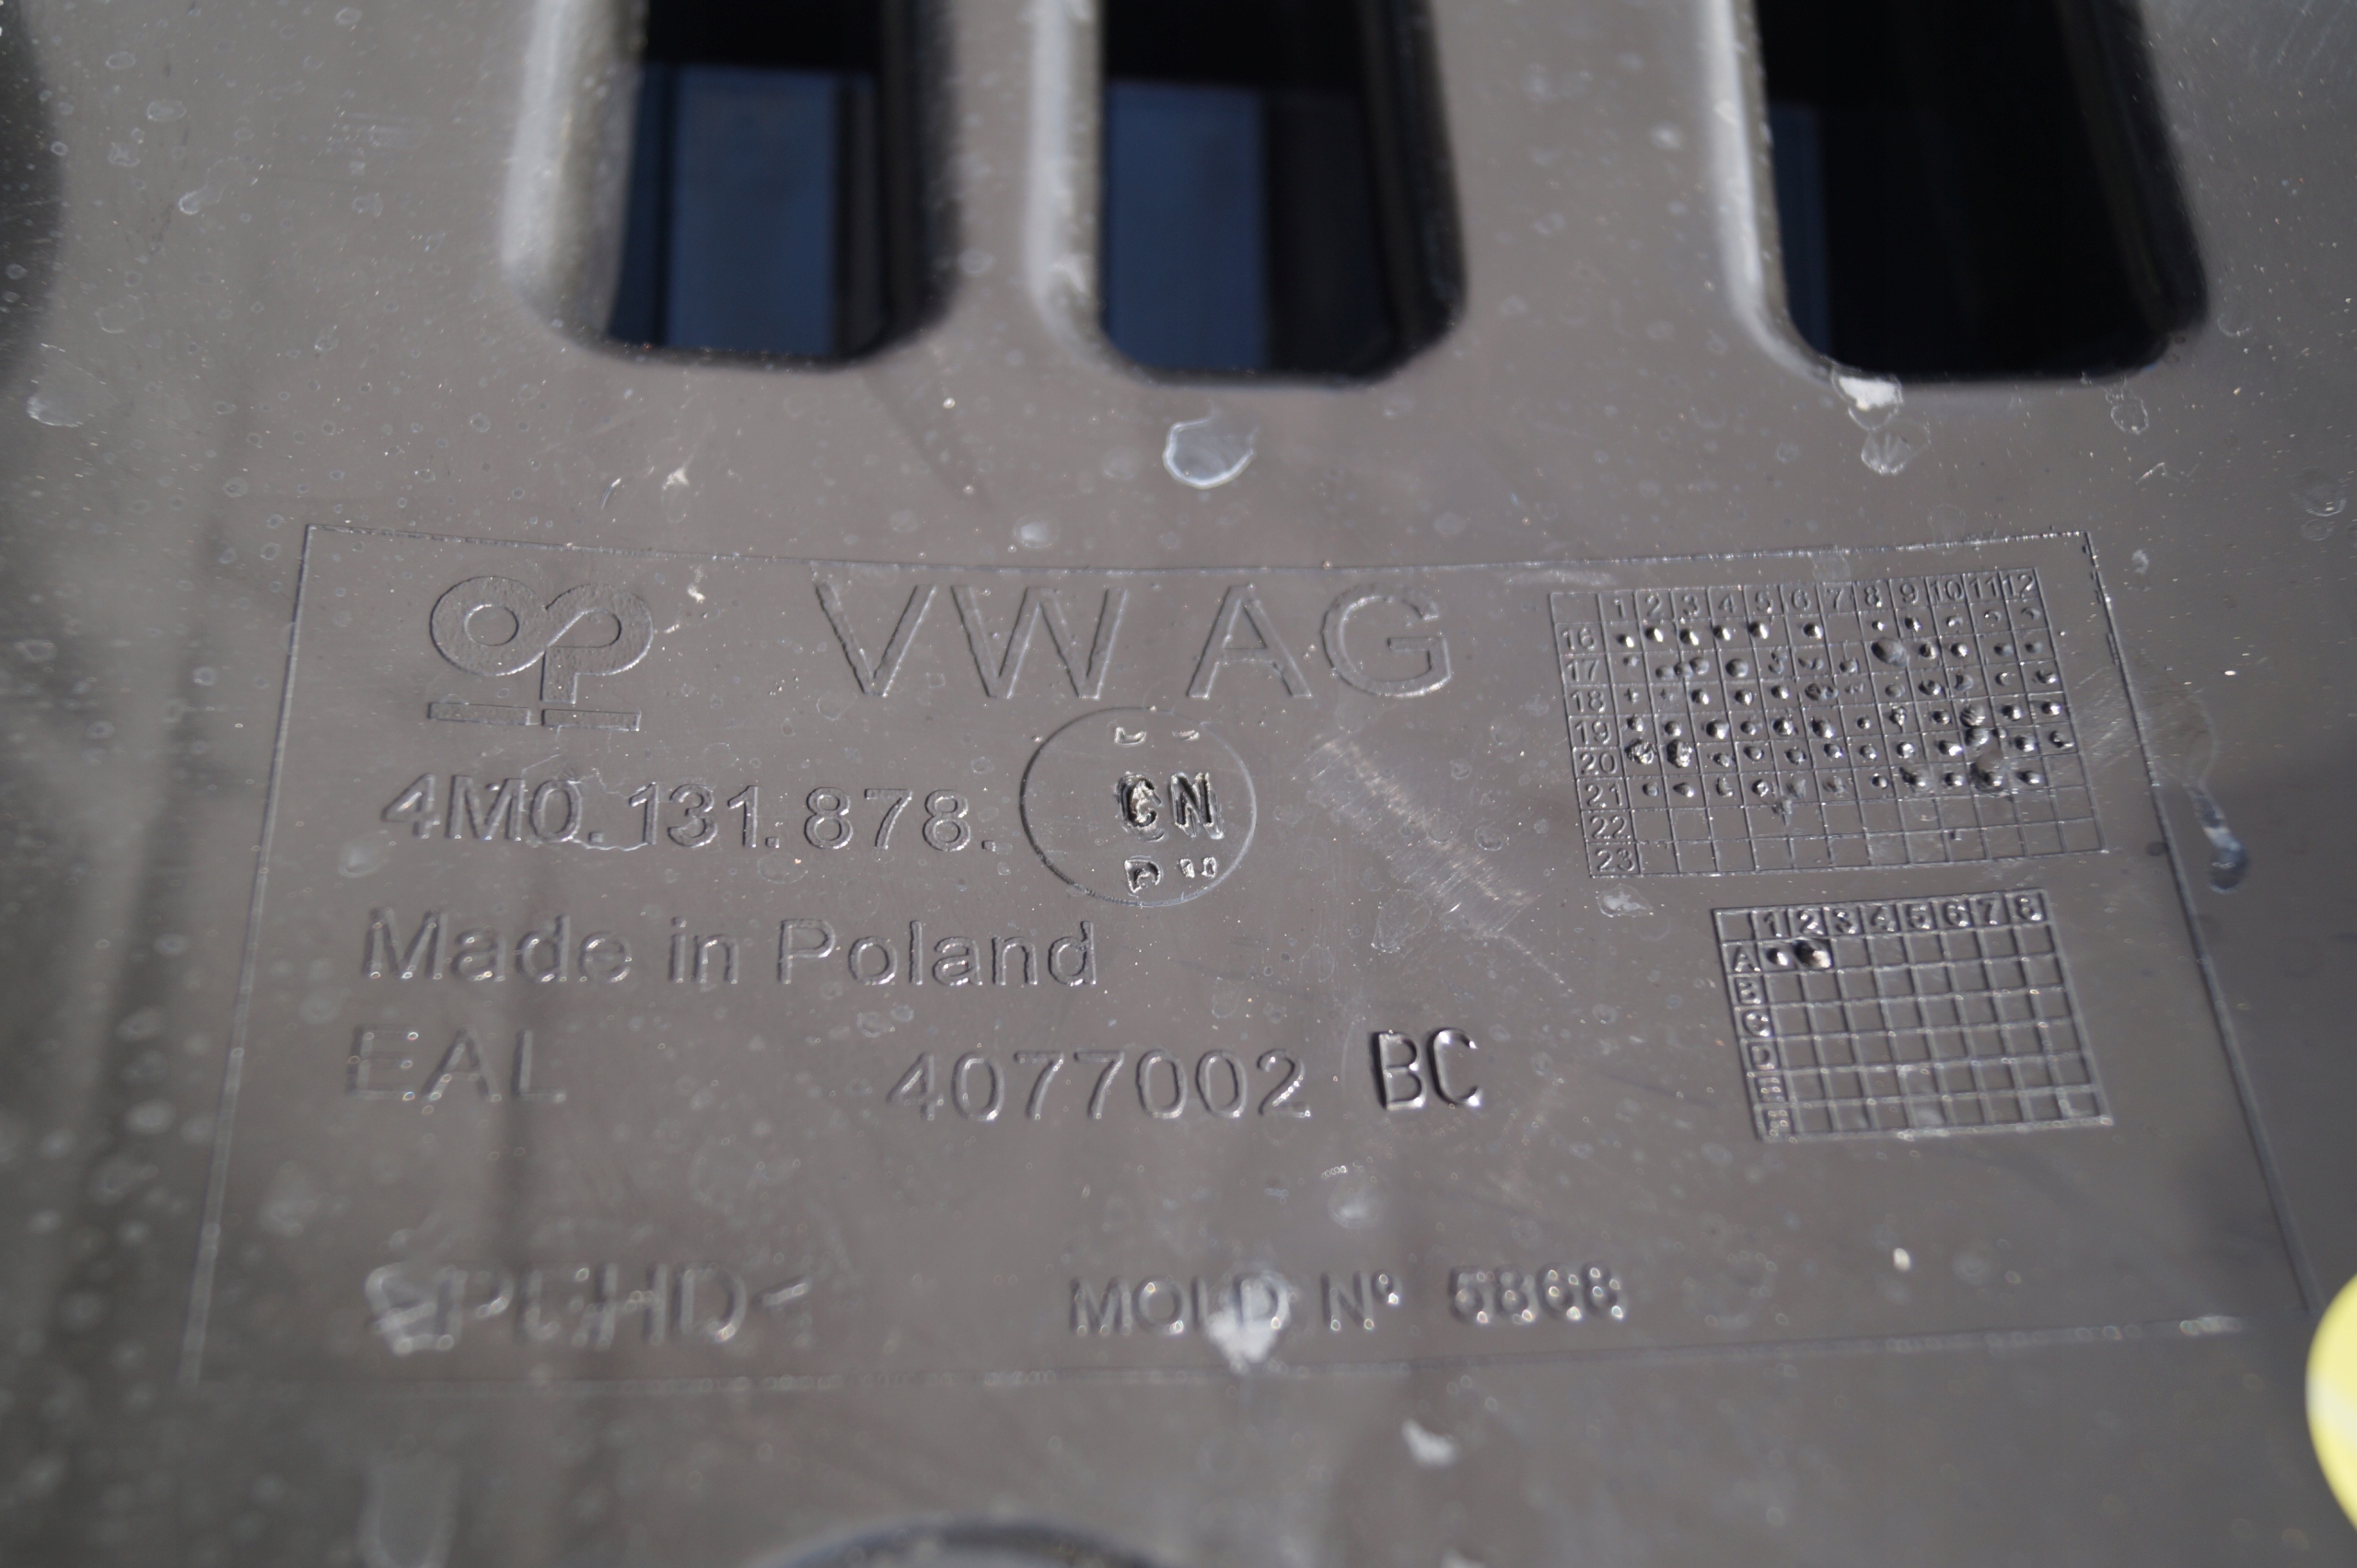 VW AG
4M0.131.878. CN
Made in Poland
EAL 4077002 BC
MOULD Nº 5868
1 2 3 4 5 6 7 8 9 10 11 12
16
17
18
19
20
21
22
23
1 2 3 4 5 6 7 8
A
B
C
D
E